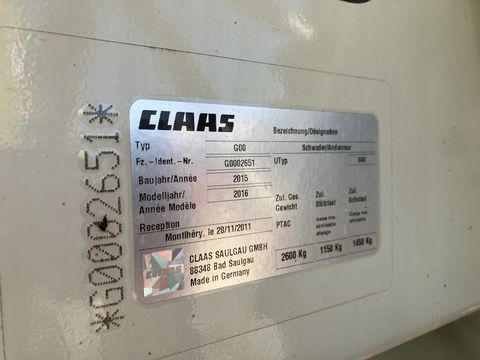 *G0002651*
CLAAS
Bezeichnung/Désignation
Typ G00 Schwader/Andaineur
Fz.-Ident.-Nr. G0002651 UTyp
Baujahr/Année 2015
Modelljahr/ 2016
Année Modèle
Zul. Ges. Zul. Zul.
Gewicht Stützlast Achslast
PTAC
Reception
Montlhéry, le 28/11/2011
2600 Kg 1150 Kg 1450 Kg
CLAAS SAULGAU GMBH
88348 Bad Saulgau
Made in Germany